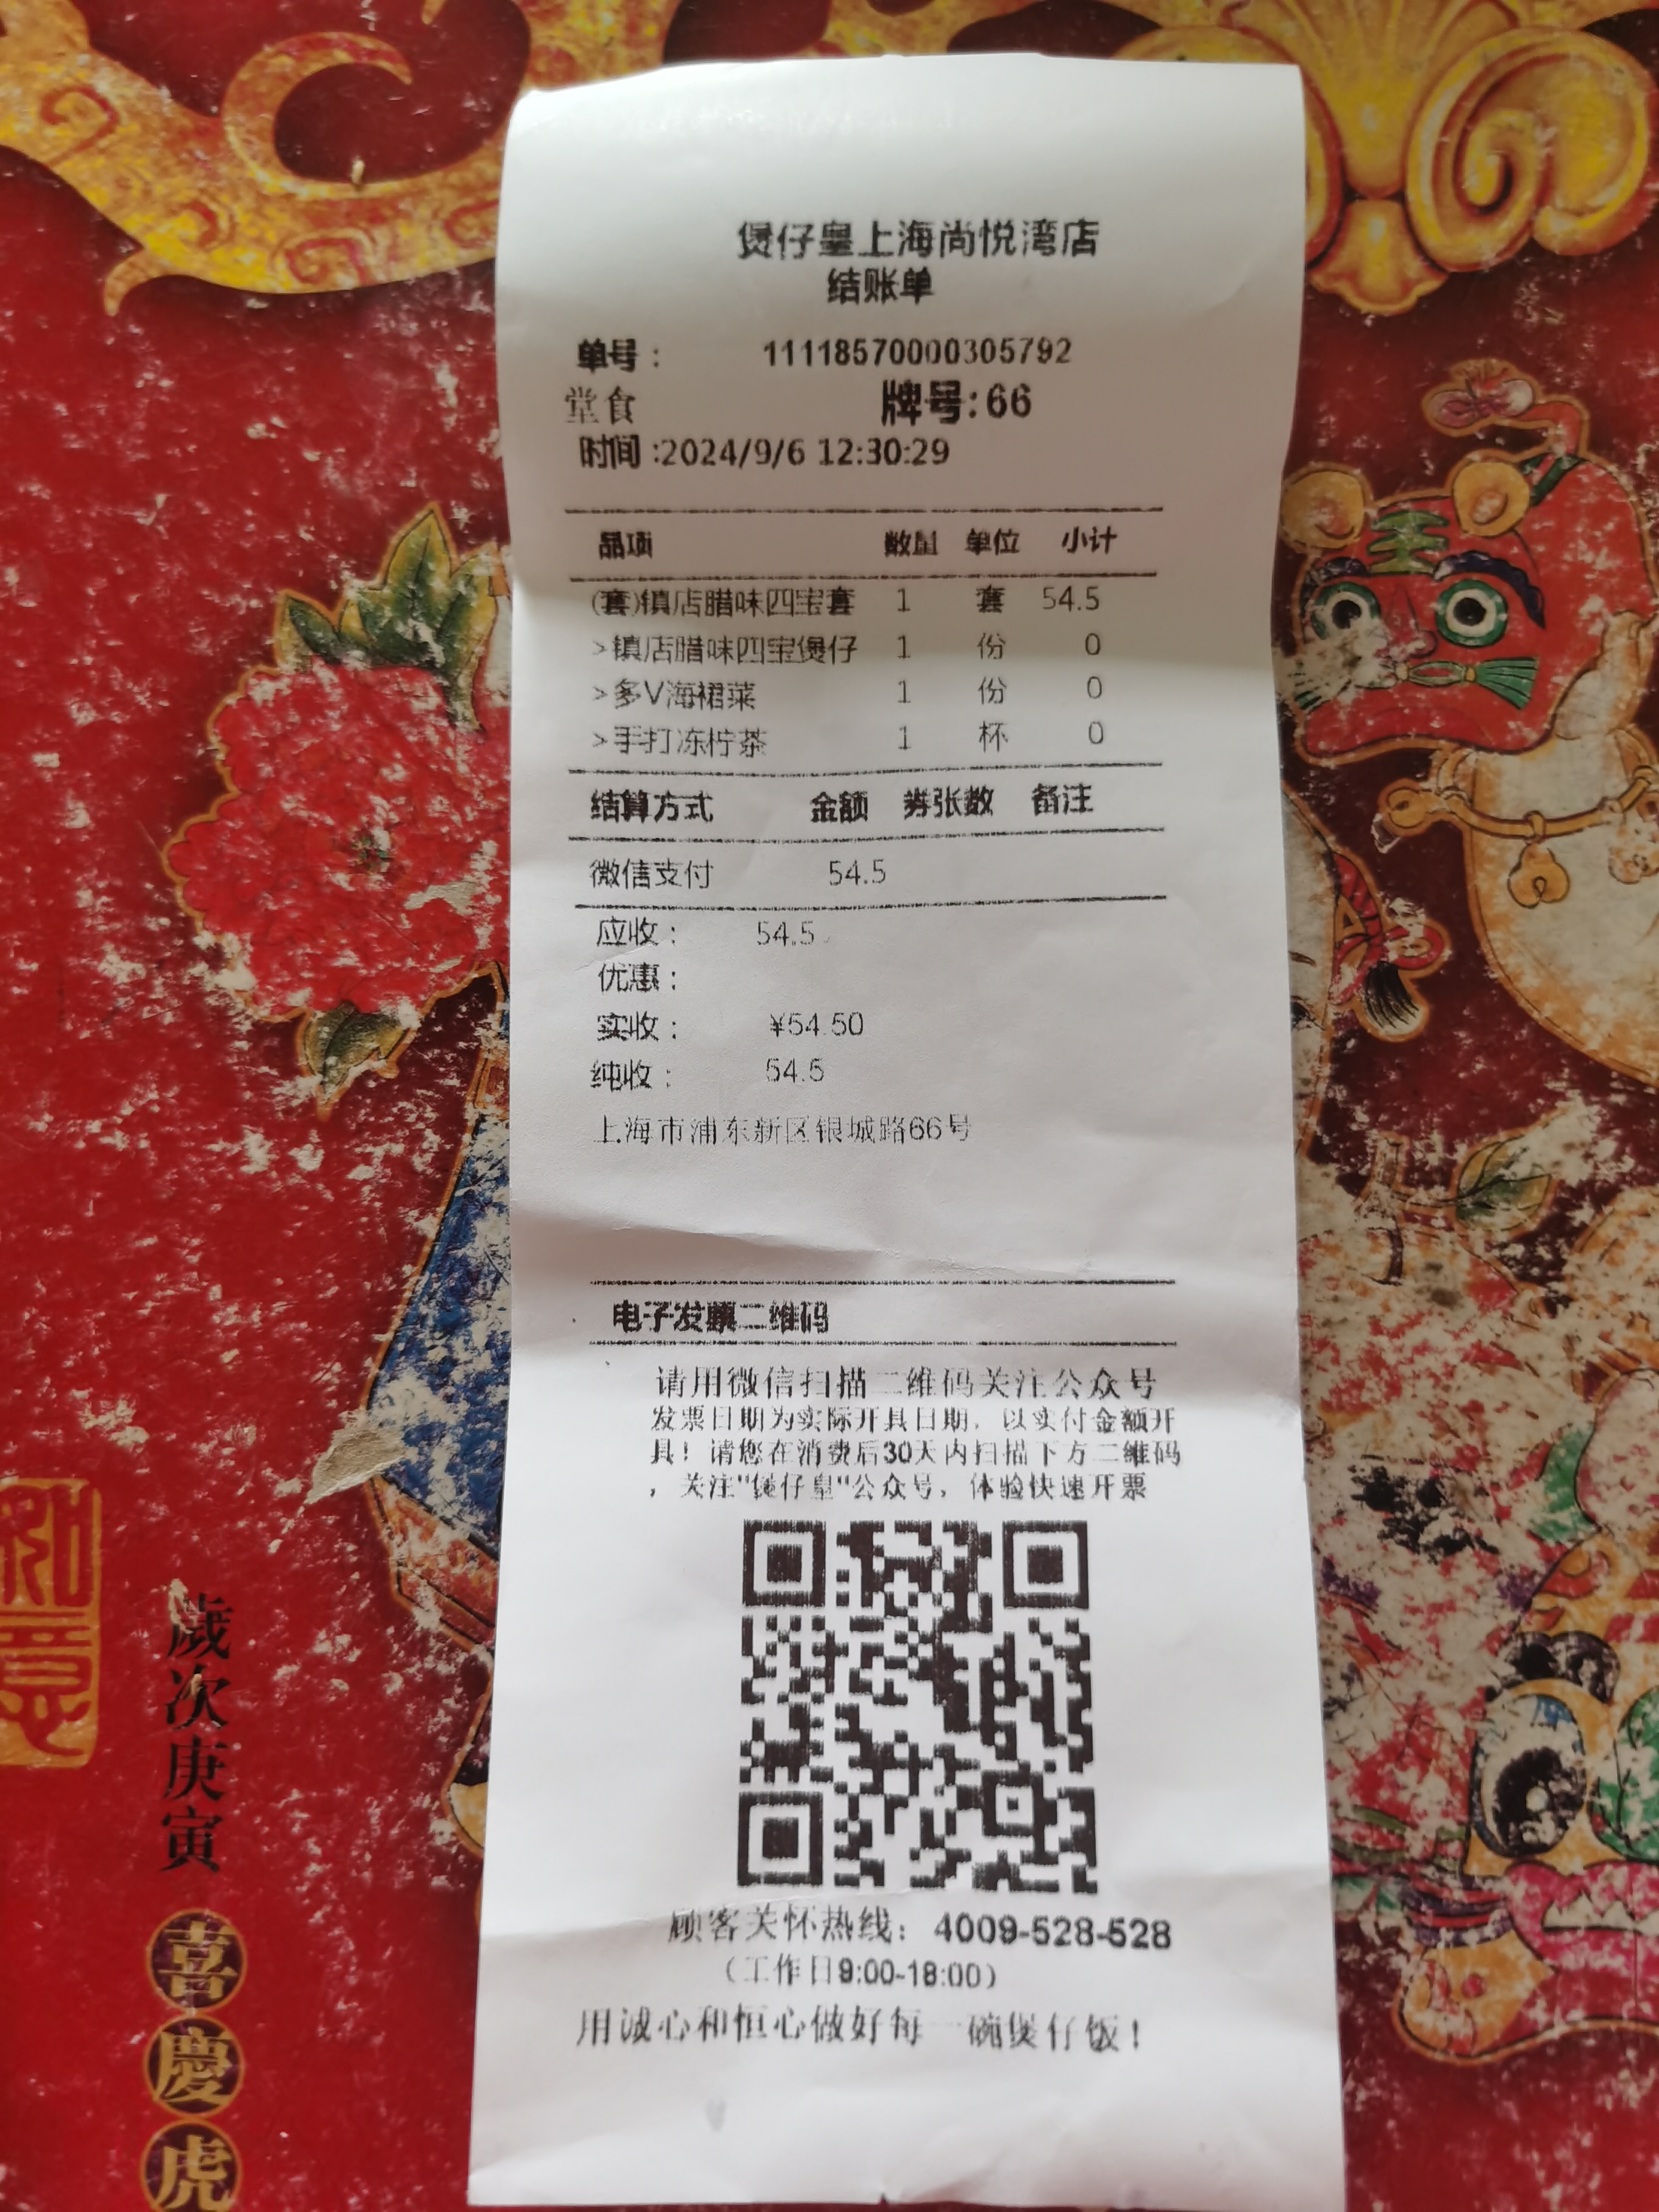 煲仔皇上海尚悦湾店
结账单
单号： 11118570000305792
堂食 牌号:66
时间:2024/9/6 12:30:29
品项 数量 单位 小计
(套)镇店腊味四宝套 1 套 54.5
>镇店腊味四宝煲仔 1 份 0
>多V海裙菜 1 份 0
>手打冻柠茶 1 杯 0
结算方式 金额 券张数 备注
微信支付 54.5
应收： 54.5
优惠：
实收： ¥54.50
纯收： 54.5
上海市浦东新区银城路66号
电子发票二维码
请用微信扫描二维码关注公众号
发票日期为实际开具日期，以实付金额开
具！请您在消费后30天内扫描下方二维码
，关注"煲仔皇"公众号，体验快速开票
顾客关怀热线：4009-528-528
（工作日9:00-18:00）
用诚心和恒心做好每一碗煲仔饭！
如意
歲次庚寅
喜慶虎